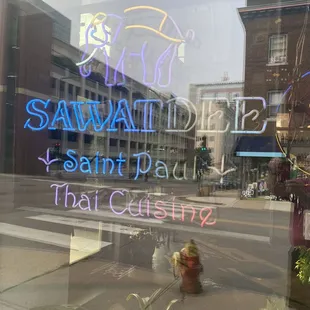 SAWATDEE
Saint Paul
Thai Cuisine